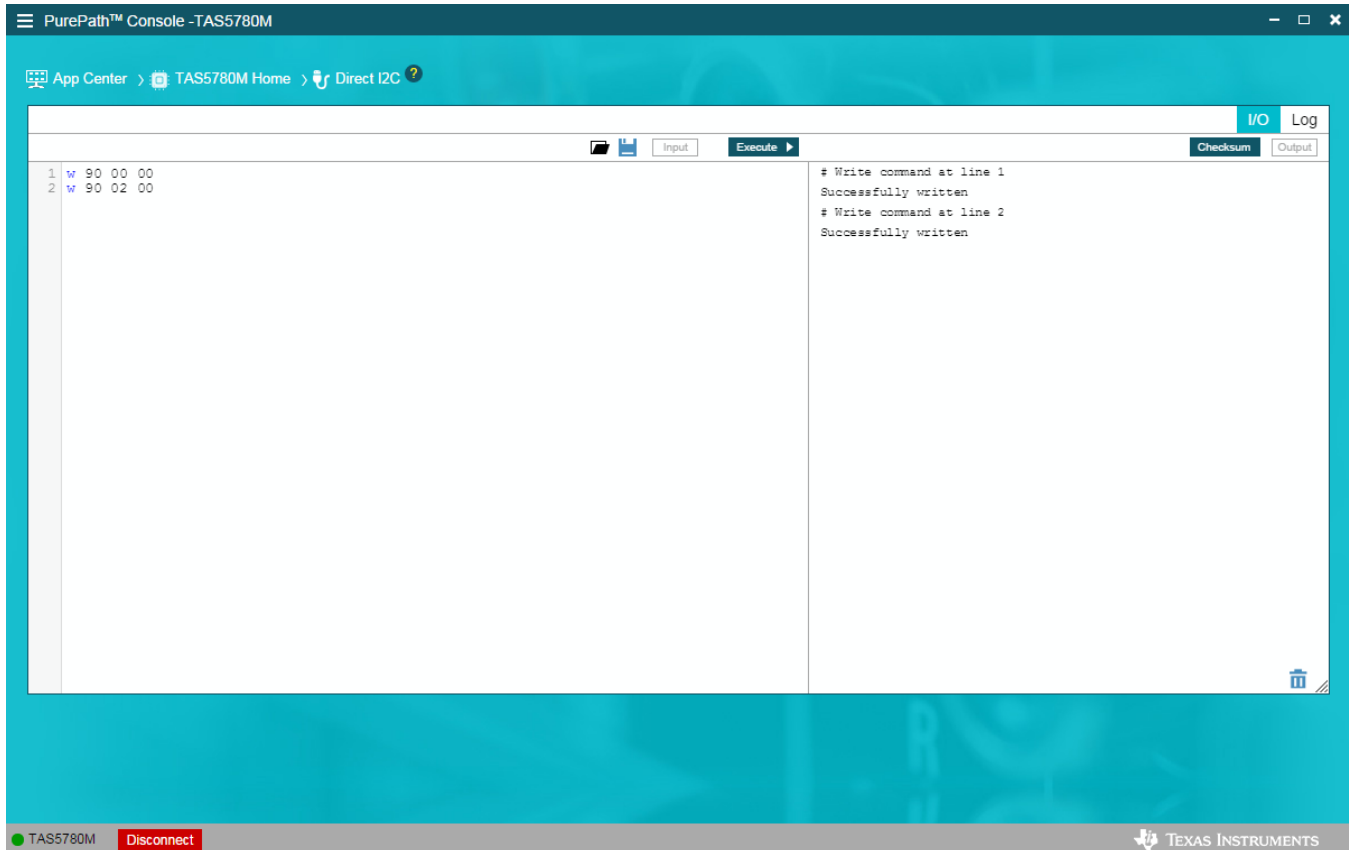 PurePath™ Console -TAS5780M
App Center > TAS5780M Home > Direct I2C ?
I/O Log
Input Execute Checksum Output
1 w 90 00 00
2 w 90 02 00
# Write command at line 1
Successfully written
# Write command at line 2
Successfully written
R
TAS5780M Disconnect
TEXAS INSTRUMENTS